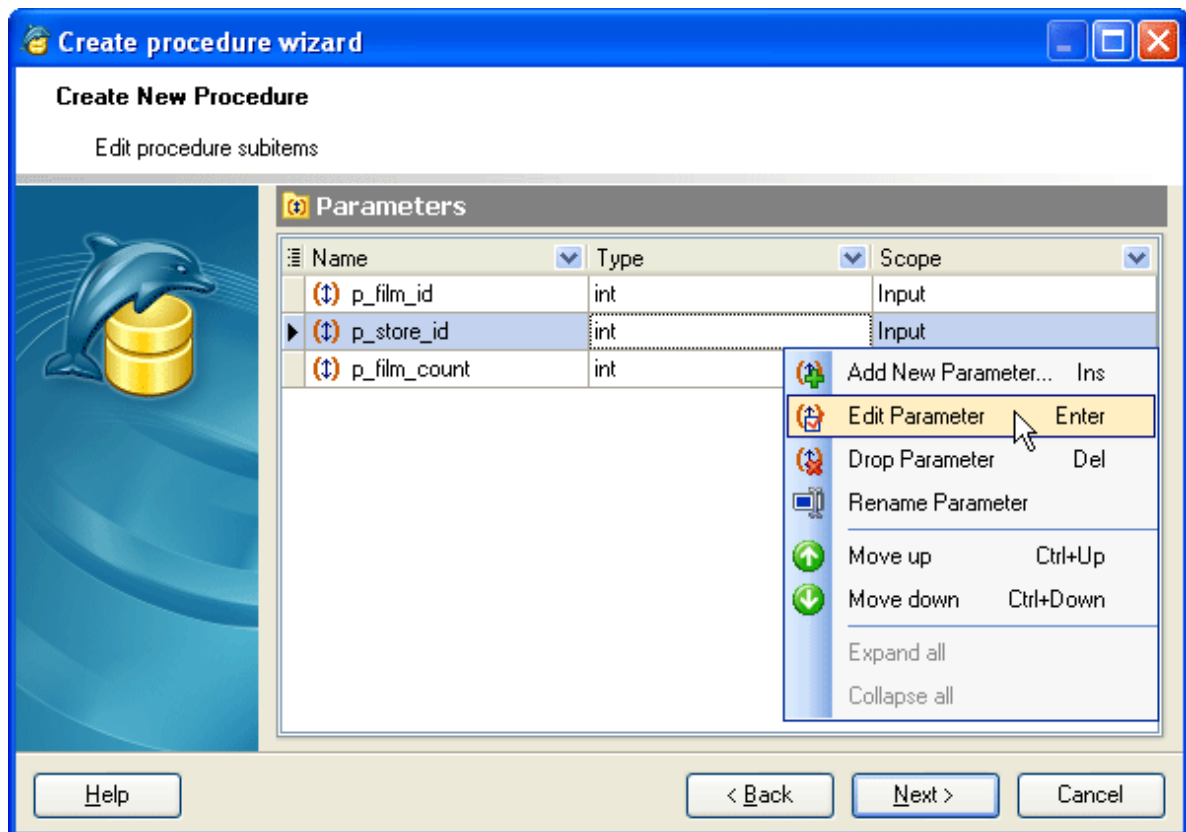 Create procedure wizard
Create New Procedure
Edit procedure subitems
Parameters
Name Type Scope
p_film_id int Input
p_store_id int Input
p_film_count int
Add New Parameter... Ins
Edit Parameter Enter
Drop Parameter Del
Rename Parameter
Move up Ctrl+Up
Move down Ctrl+Down
Expand all
Collapse all
Help < Back Next > Cancel